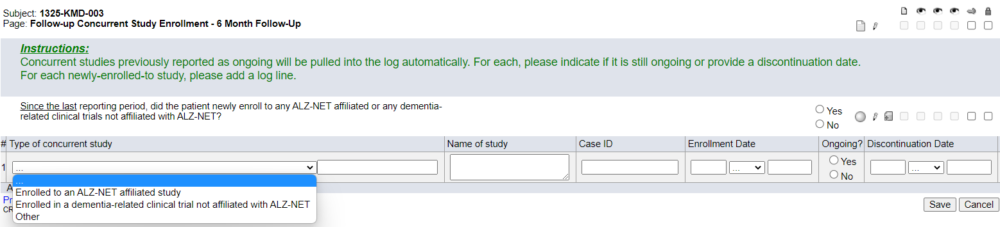 Subject: 1325-KMD-003
Page: Follow-up Concurrent Study Enrollment - 6 Month Follow-Up
Instructions:
Concurrent studies previously reported as ongoing will be pulled into the log automatically. For each, please indicate if it is still ongoing or provide a discontinuation date.
For each newly-enrolled-to study, please add a log line.
Since the last reporting period, did the patient newly enroll to any ALZ-NET affiliated or any dementia-
related clinical trials not affiliated with ALZ-NET?
Yes
No
# Type of concurrent study Name of study Case ID Enrollment Date Ongoing? Discontinuation Date
1 ... ... Yes ...
No
...
Enrolled to an ALZ-NET affiliated study
Enrolled in a dementia-related clinical trial not affiliated with ALZ-NET
Other
Save Cancel